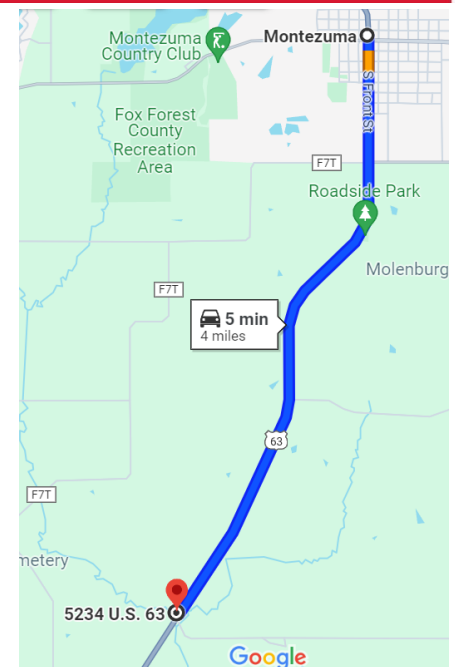 Montezuma
Country Club
Montezuma
S Front St
Fox Forest
County
Recreation
Area
F7T
Roadside Park
Molenburg
F7T
5 min
4 miles
63
F7T
metery
5234 U.S. 63
Google